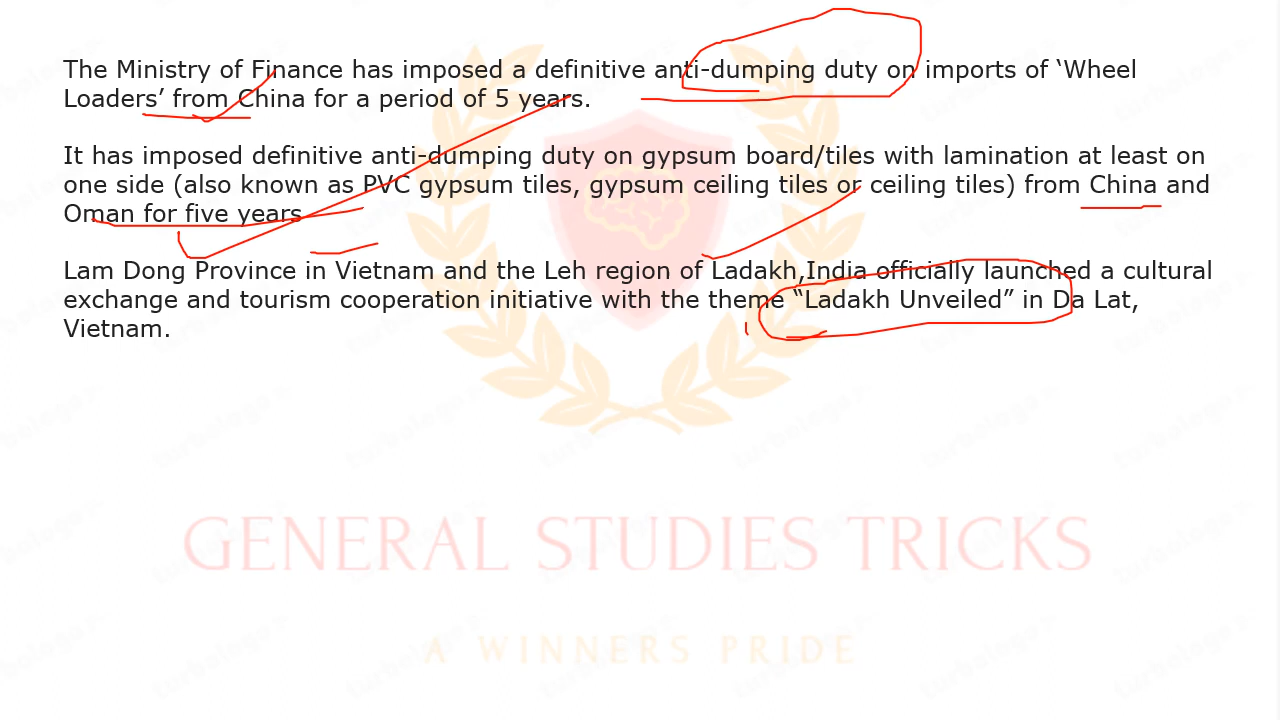 The Ministry of Finance has imposed a definitive anti-dumping duty on imports of ‘Wheel
Loaders’ from China for a period of 5 years.
It has imposed definitive anti-dumping duty on gypsum board/tiles with lamination at least on
one side (also known as PVC gypsum tiles, gypsum ceiling tiles or ceiling tiles) from China and
Oman for five years
Lam Dong Province in Vietnam and the Leh region of Ladakh,India officially launched a cultural
exchange and tourism cooperation initiative with the theme “Ladakh Unveiled” in Da Lat,
Vietnam.
GENERAL STUDIES TRICKS
A WINNERS PRIDE